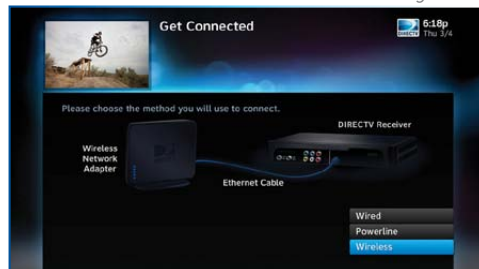 Get Connected
DIRECTV
6:18p
Thu 3/4
Please choose the method you will use to connect.
DIRECTV Receiver
Wireless
Network
Adapter
Ethernet Cable
Wired
Powerline
Wireless